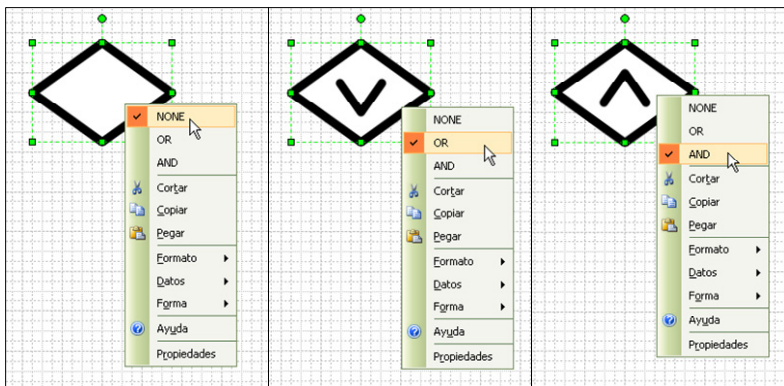 NONE
OR
AND
Cortar
Copiar
Pegar
Formato
Datos
Forma
Ayuda
Propiedades
NONE
OR
AND
Cortar
Copiar
Pegar
Formato
Datos
Forma
Ayuda
Propiedades
NONE
OR
AND
Cortar
Copiar
Pegar
Formato
Datos
Forma
Ayuda
Propiedades